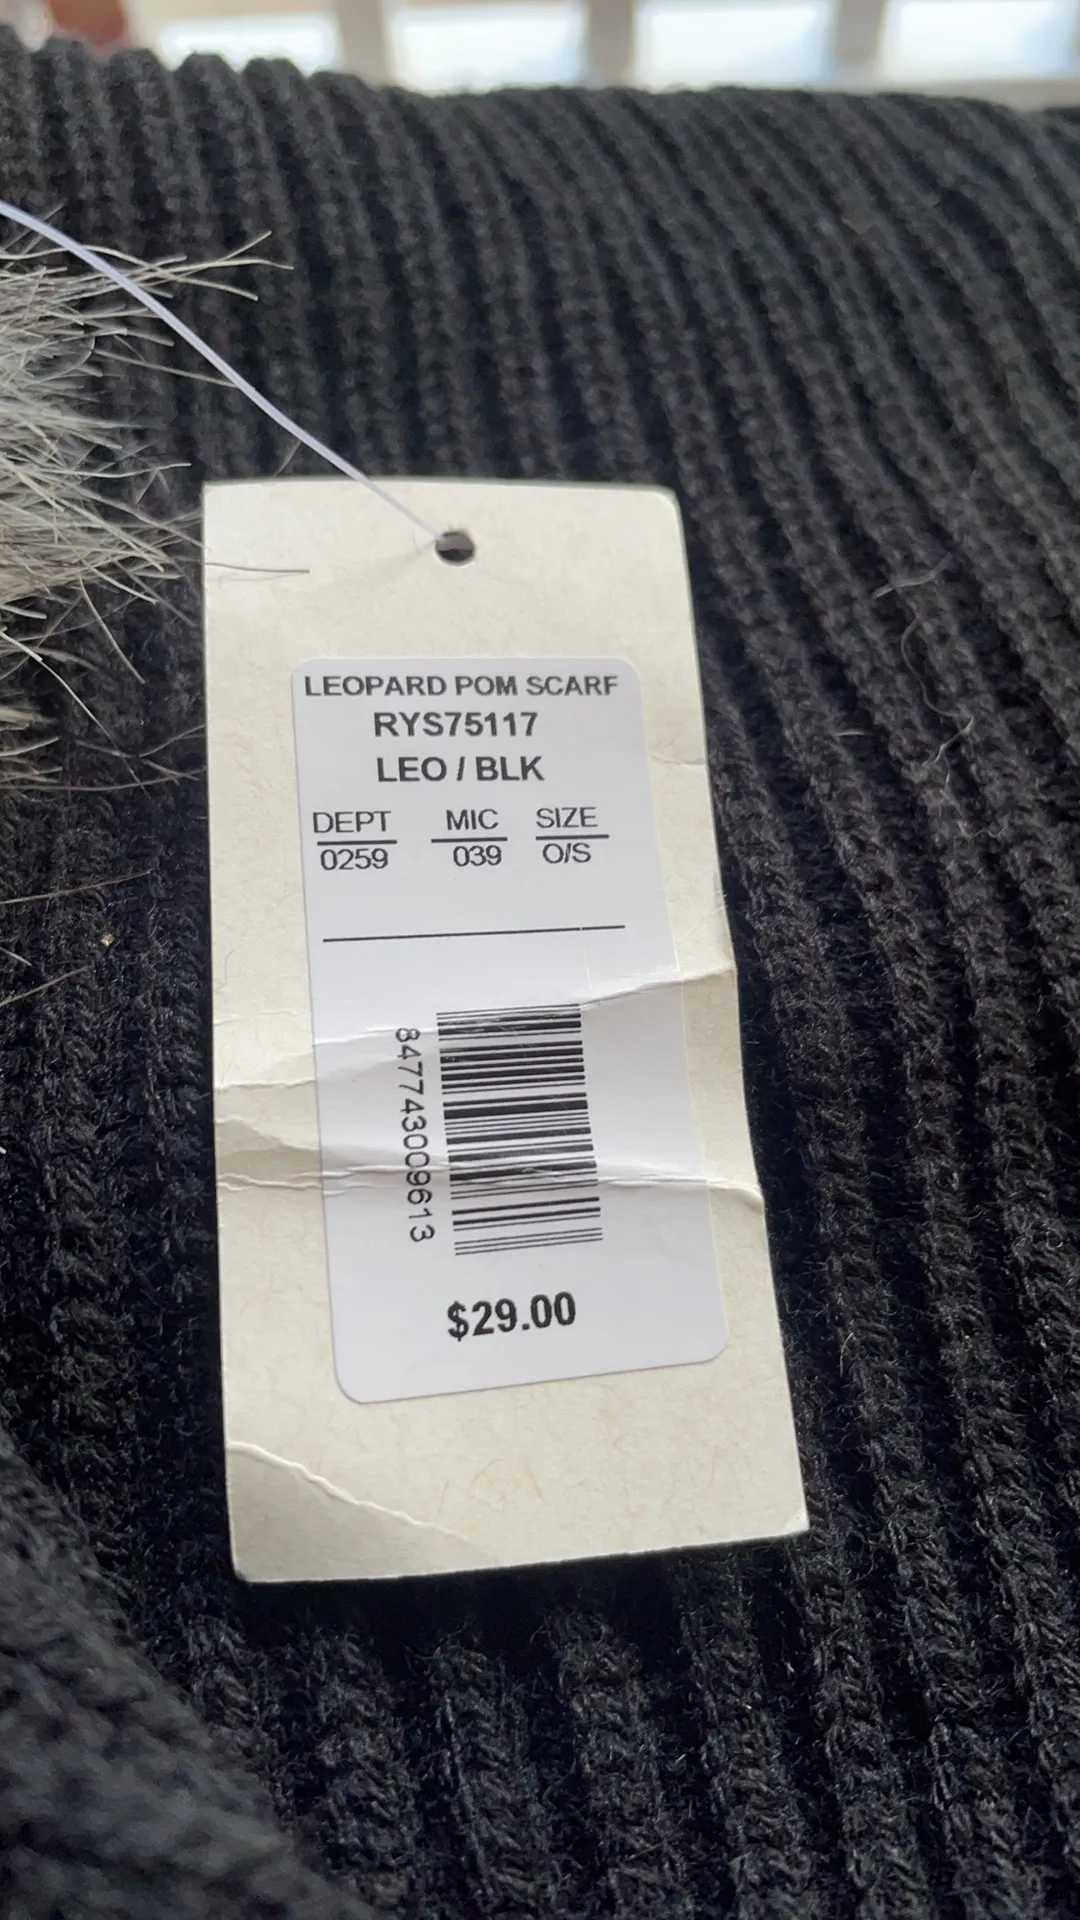 LEOPARD POM SCARF
RYS75117
LEO / BLK
DEPT MIC SIZE
0259 039 O/S
847743009613
$29.00